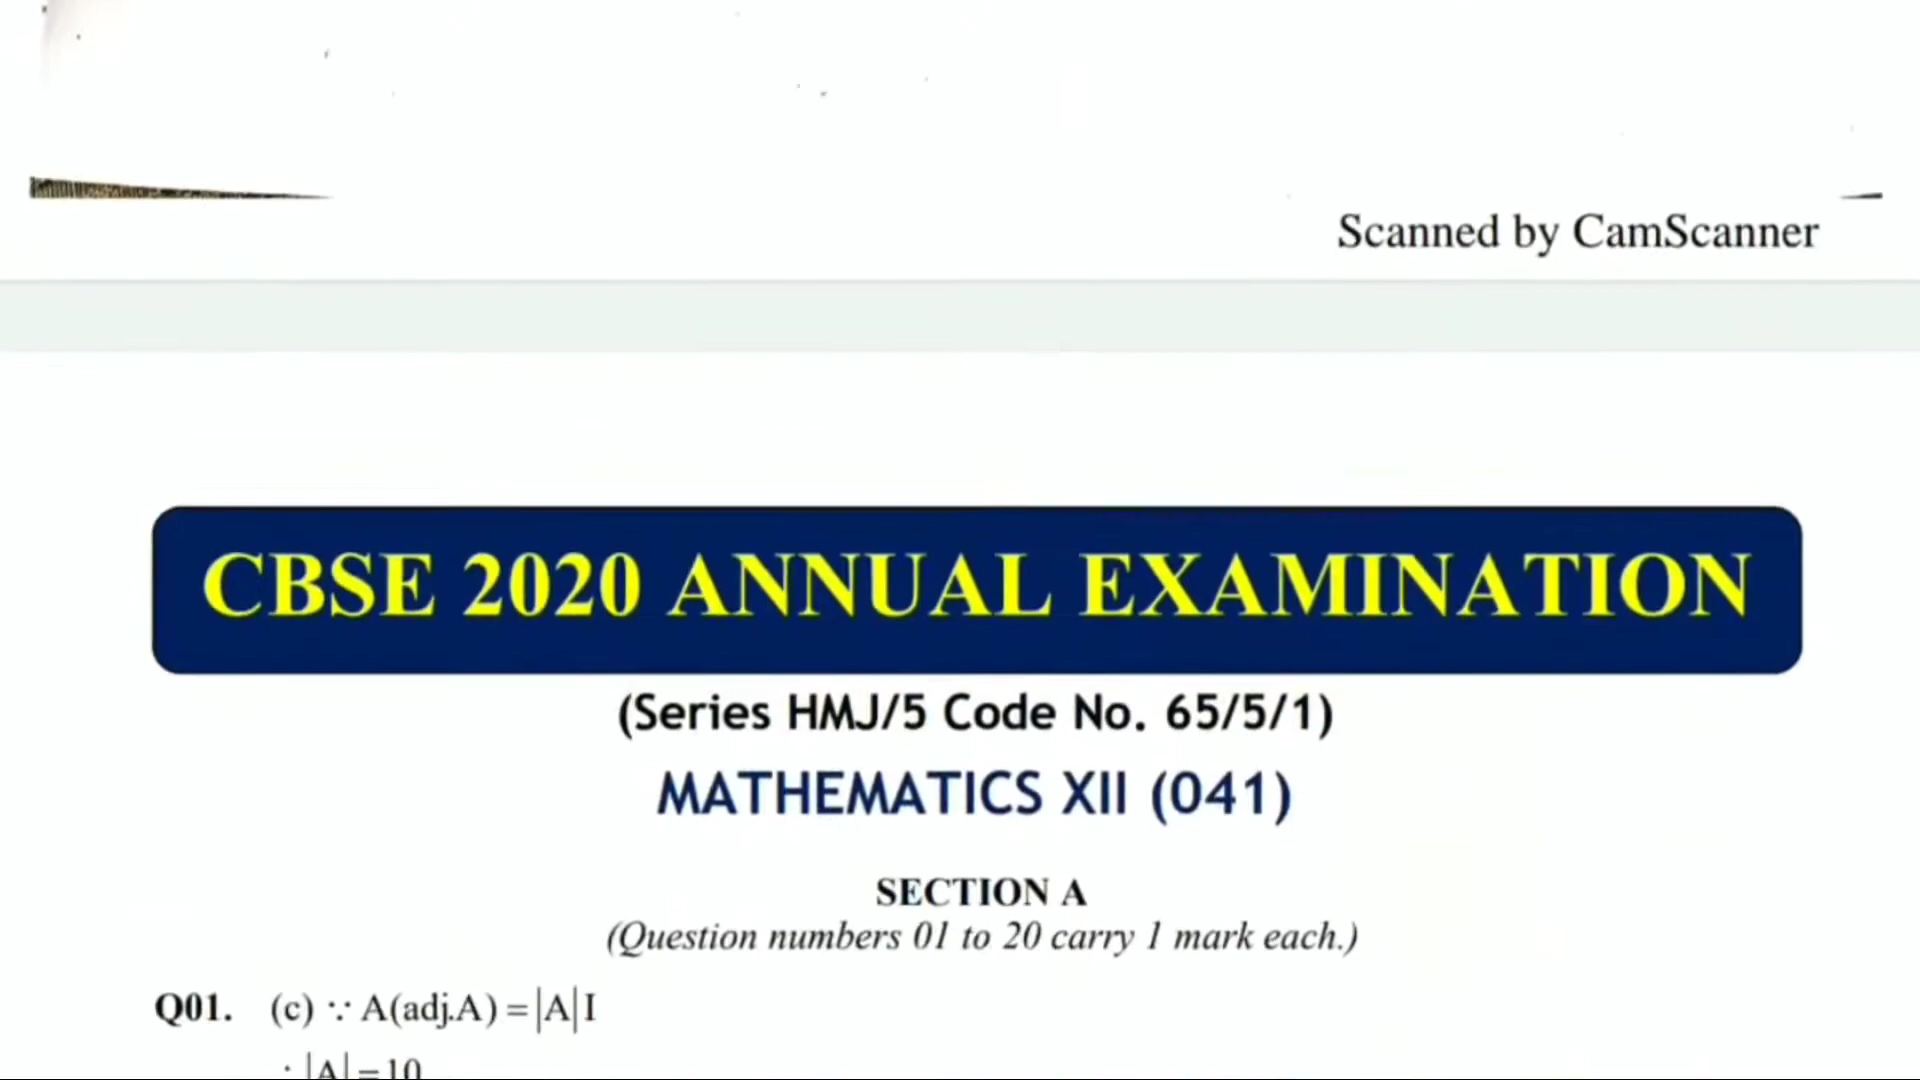 Scanned by CamScanner
CBSE 2020 ANNUAL EXAMINATION
(Series HMJ/5 Code No. 65/5/1)
MATHEMATICS XII (041)
SECTION A
(Question numbers 01 to 20 carry 1 mark each.)
Q01. (c) ∵ A(adj.A) = |A| I
∴ |A| = 10